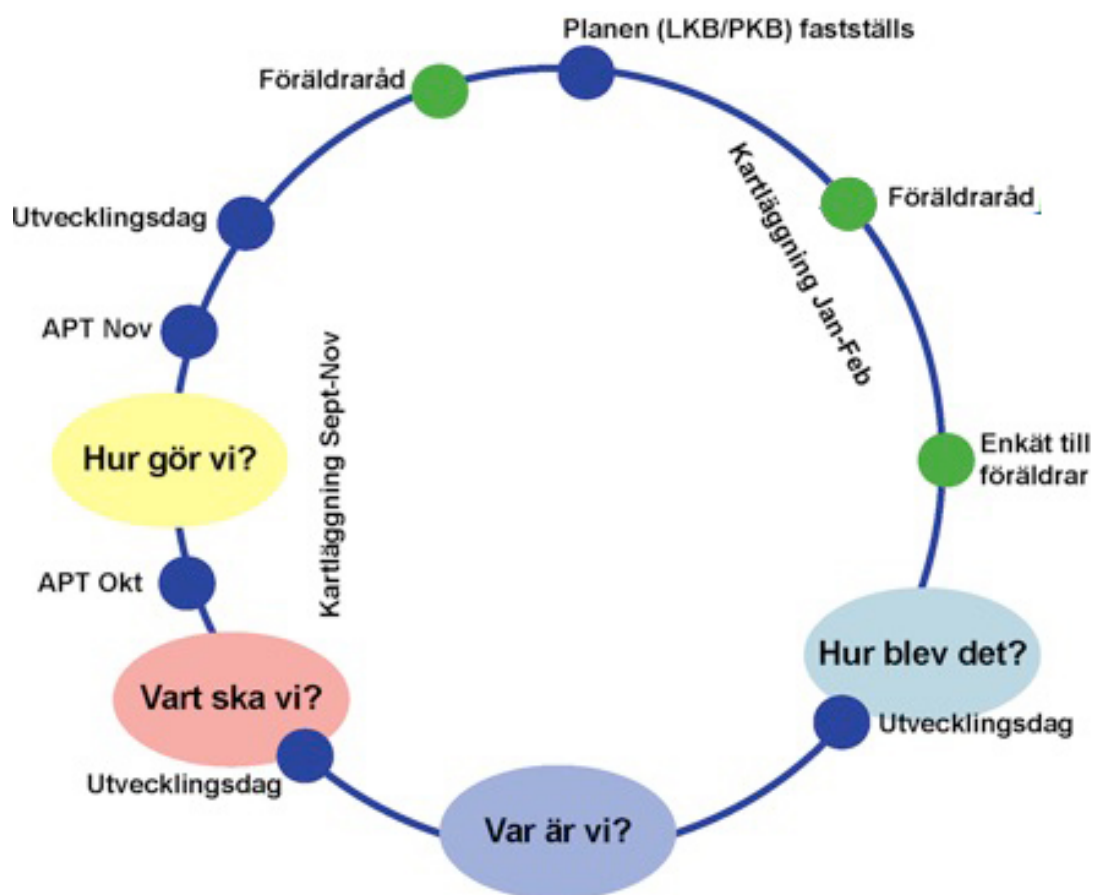 Planen (LKB/PKB) fastställs
Föräldraråd
Föräldraråd
Utvecklingsdag
Kartläggning Jan-Feb
APT Nov
Kartläggning Sept-Nov
Hur gör vi?
Enkät till
föräldrar
APT Okt
Hur blev det?
Vart ska vi?
Utvecklingsdag
Utvecklingsdag
Var är vi?